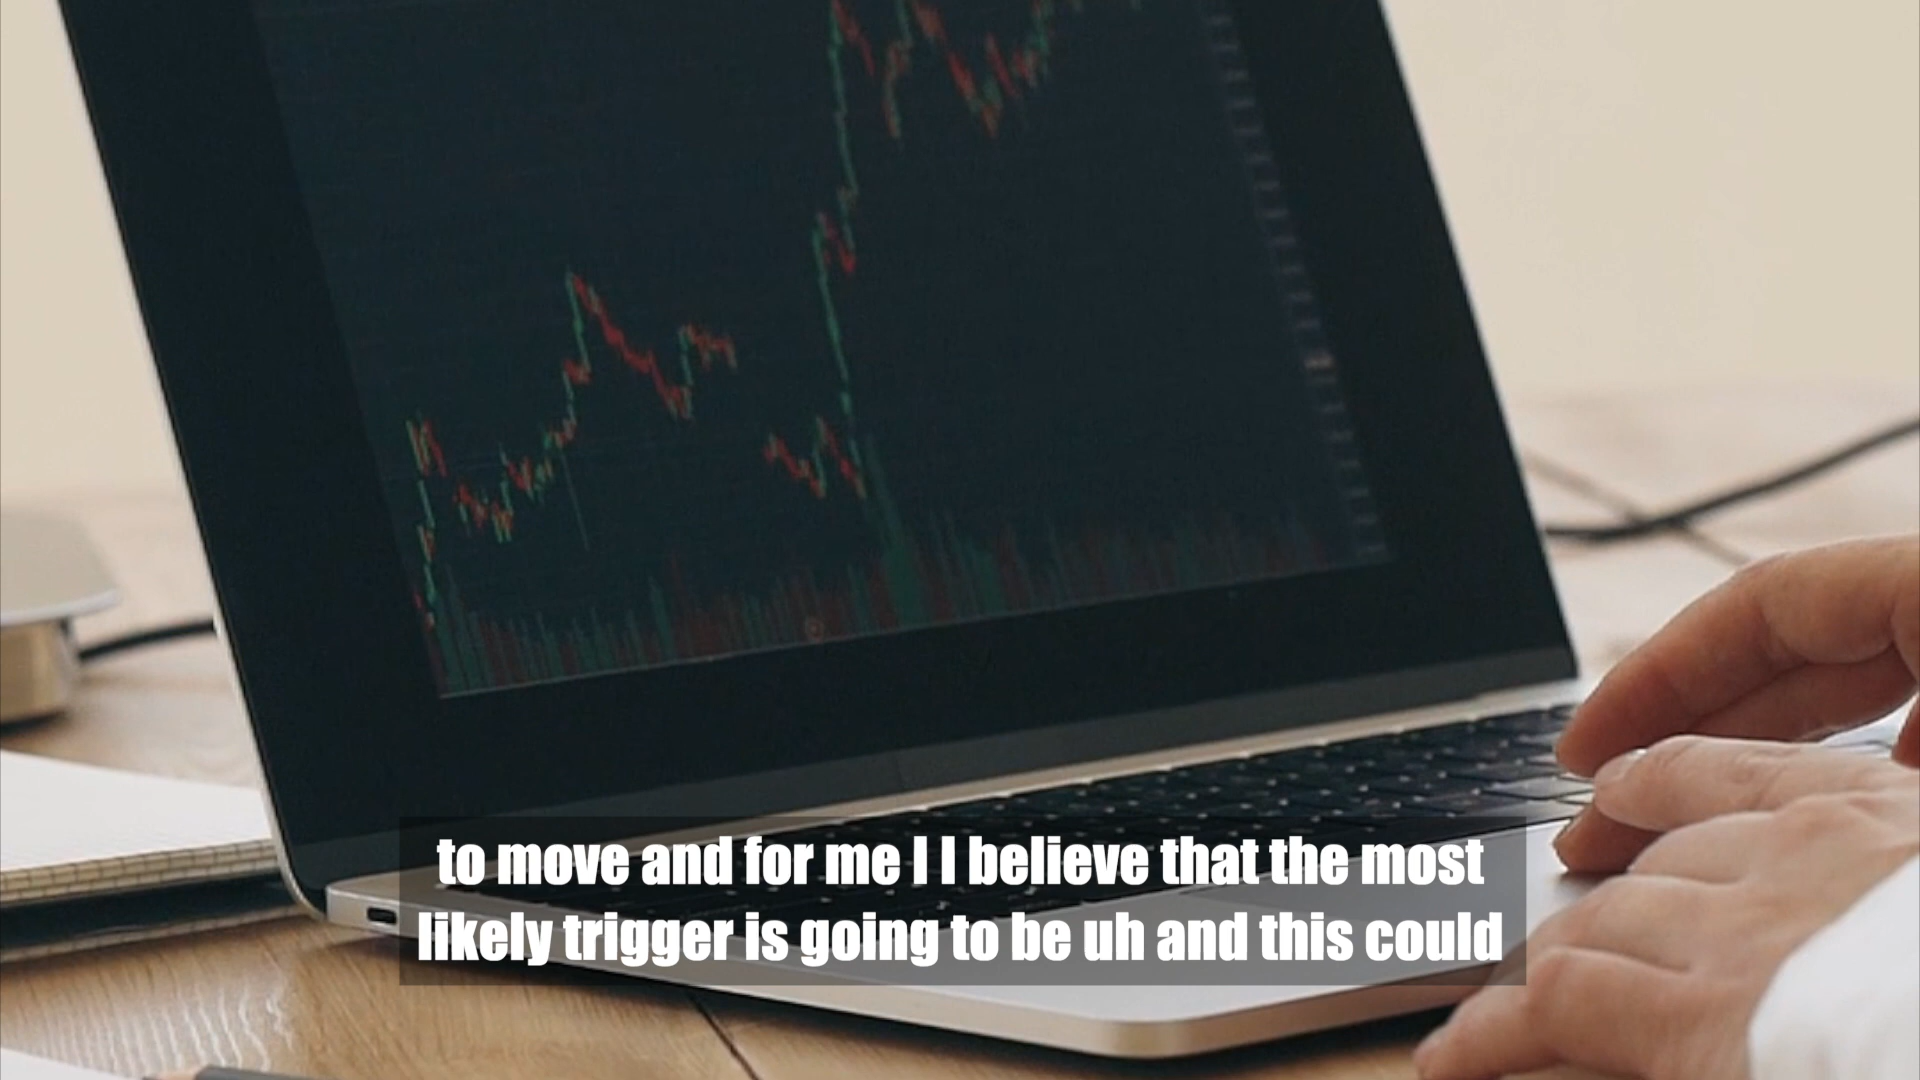 to move and for me I I believe that the most
likely trigger is going to be uh and this could